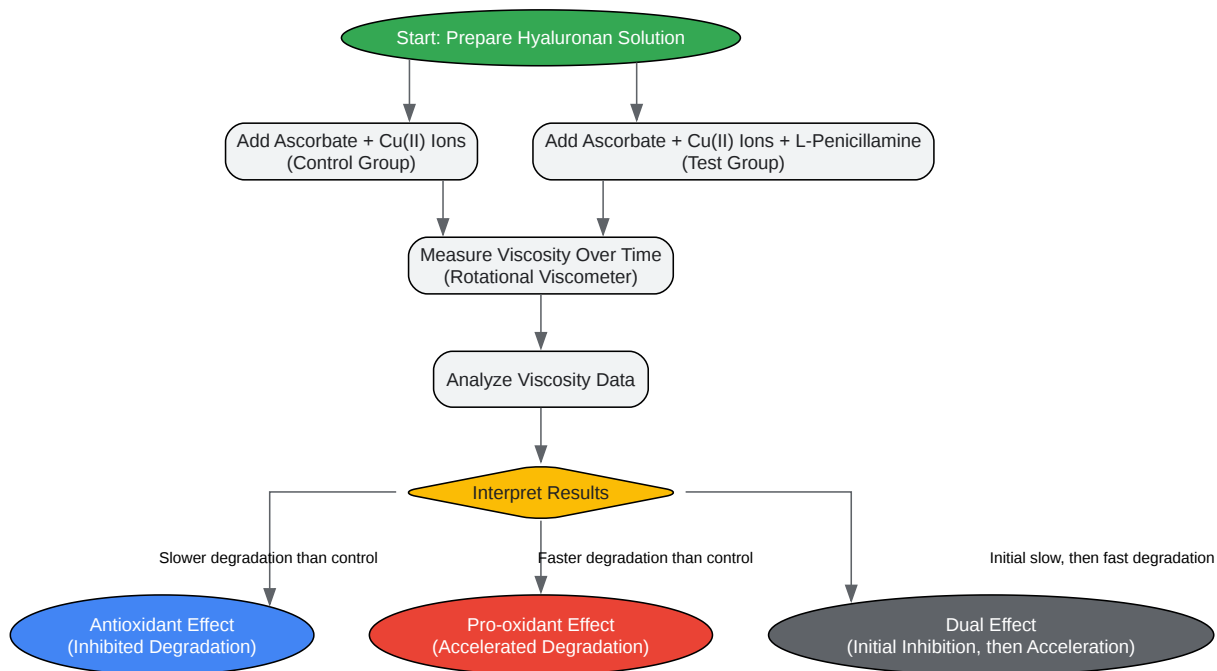 Start: Prepare Hyaluronan Solution
Add Ascorbate + Cu(II) Ions
(Control Group)
Add Ascorbate + Cu(II) Ions + L-Penicillamine
(Test Group)
Measure Viscosity Over Time
(Rotational Viscometer)
Analyze Viscosity Data
Interpret Results
Slower degradation than control
Faster degradation than control
Initial slow, then fast degradation
Antioxidant Effect
(Inhibited Degradation)
Pro-oxidant Effect
(Accelerated Degradation)
Dual Effect
(Initial Inhibition, then Acceleration)